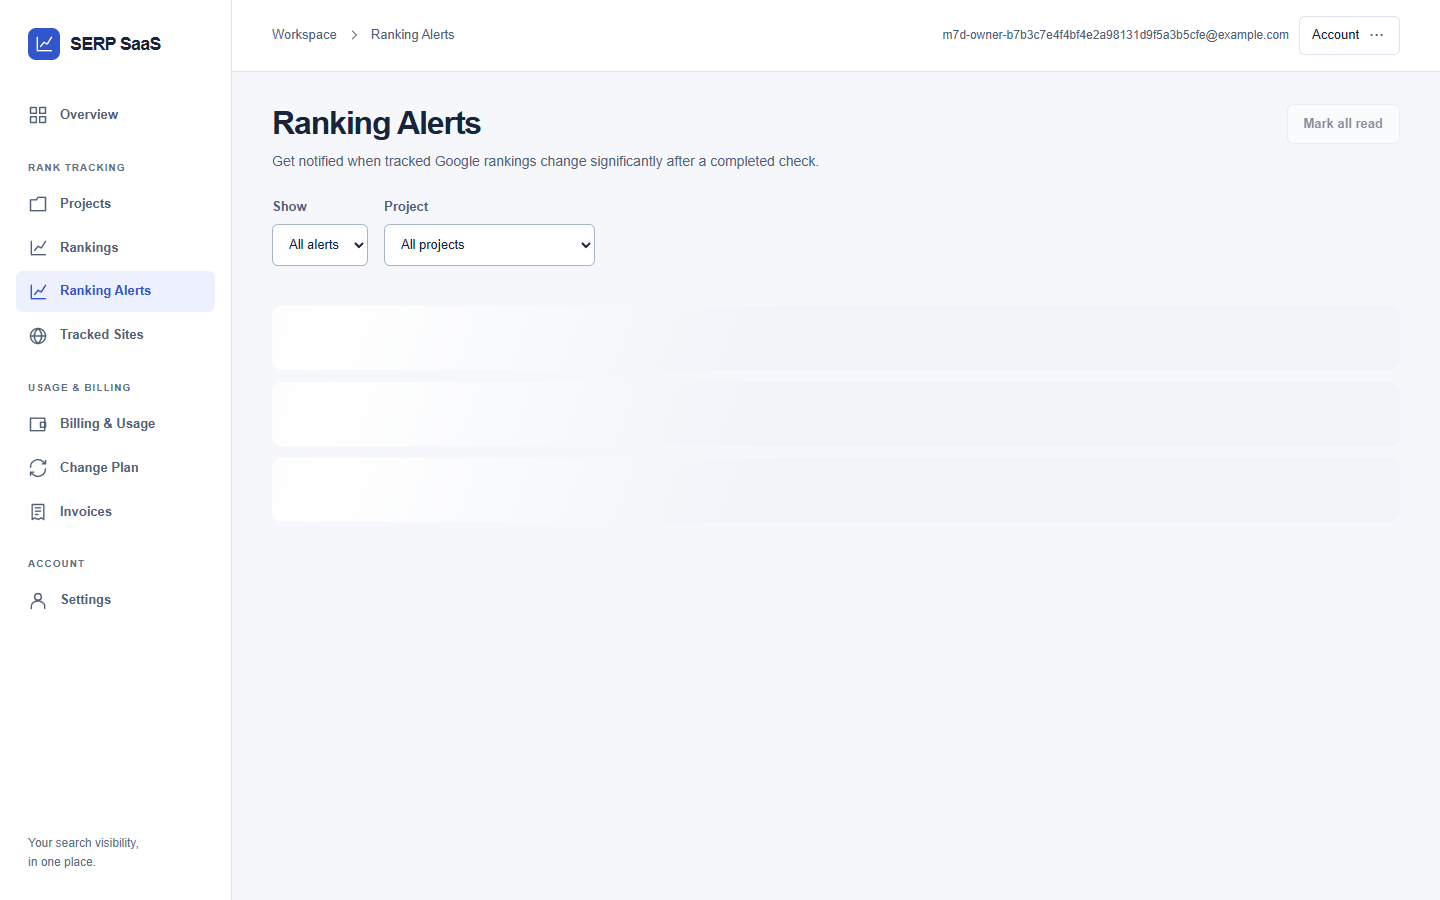 SERP SaaS
Overview
RANK TRACKING
Projects
Rankings
Ranking Alerts
Tracked Sites
USAGE & BILLING
Billing & Usage
Change Plan
Invoices
ACCOUNT
Settings
Your search visibility,
in one place.
Workspace > Ranking Alerts
m7d-owner-b7b3c7e4f4bf4e2a98131d9f5a3b5cfe@example.com
Account ···
Ranking Alerts
Mark all read
Get notified when tracked Google rankings change significantly after a completed check.
Show
Project
All alerts
All projects